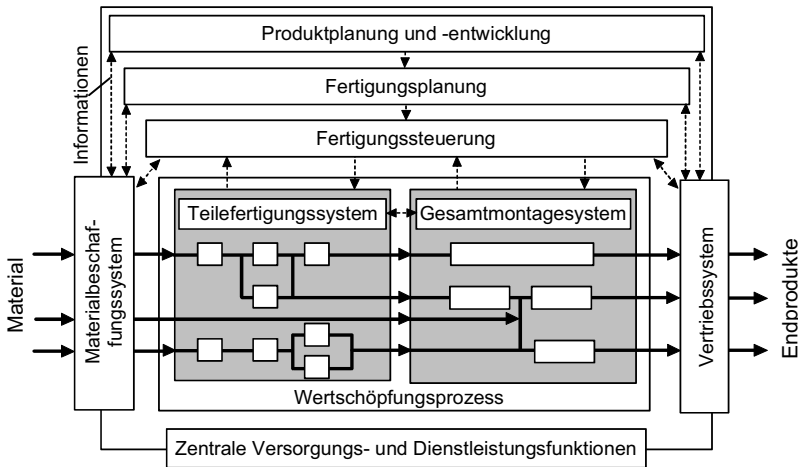 Produktplanung und -entwicklung
Informationen
Fertigungsplanung
Fertigungssteuerung
Teilefertigungssystem
Gesamtmontagesystem
Material
Materialbeschaf-
fungssystem
Vertriebssystem
Endprodukte
Wertschöpfungsprozess
Zentrale Versorgungs- und Dienstleistungsfunktionen